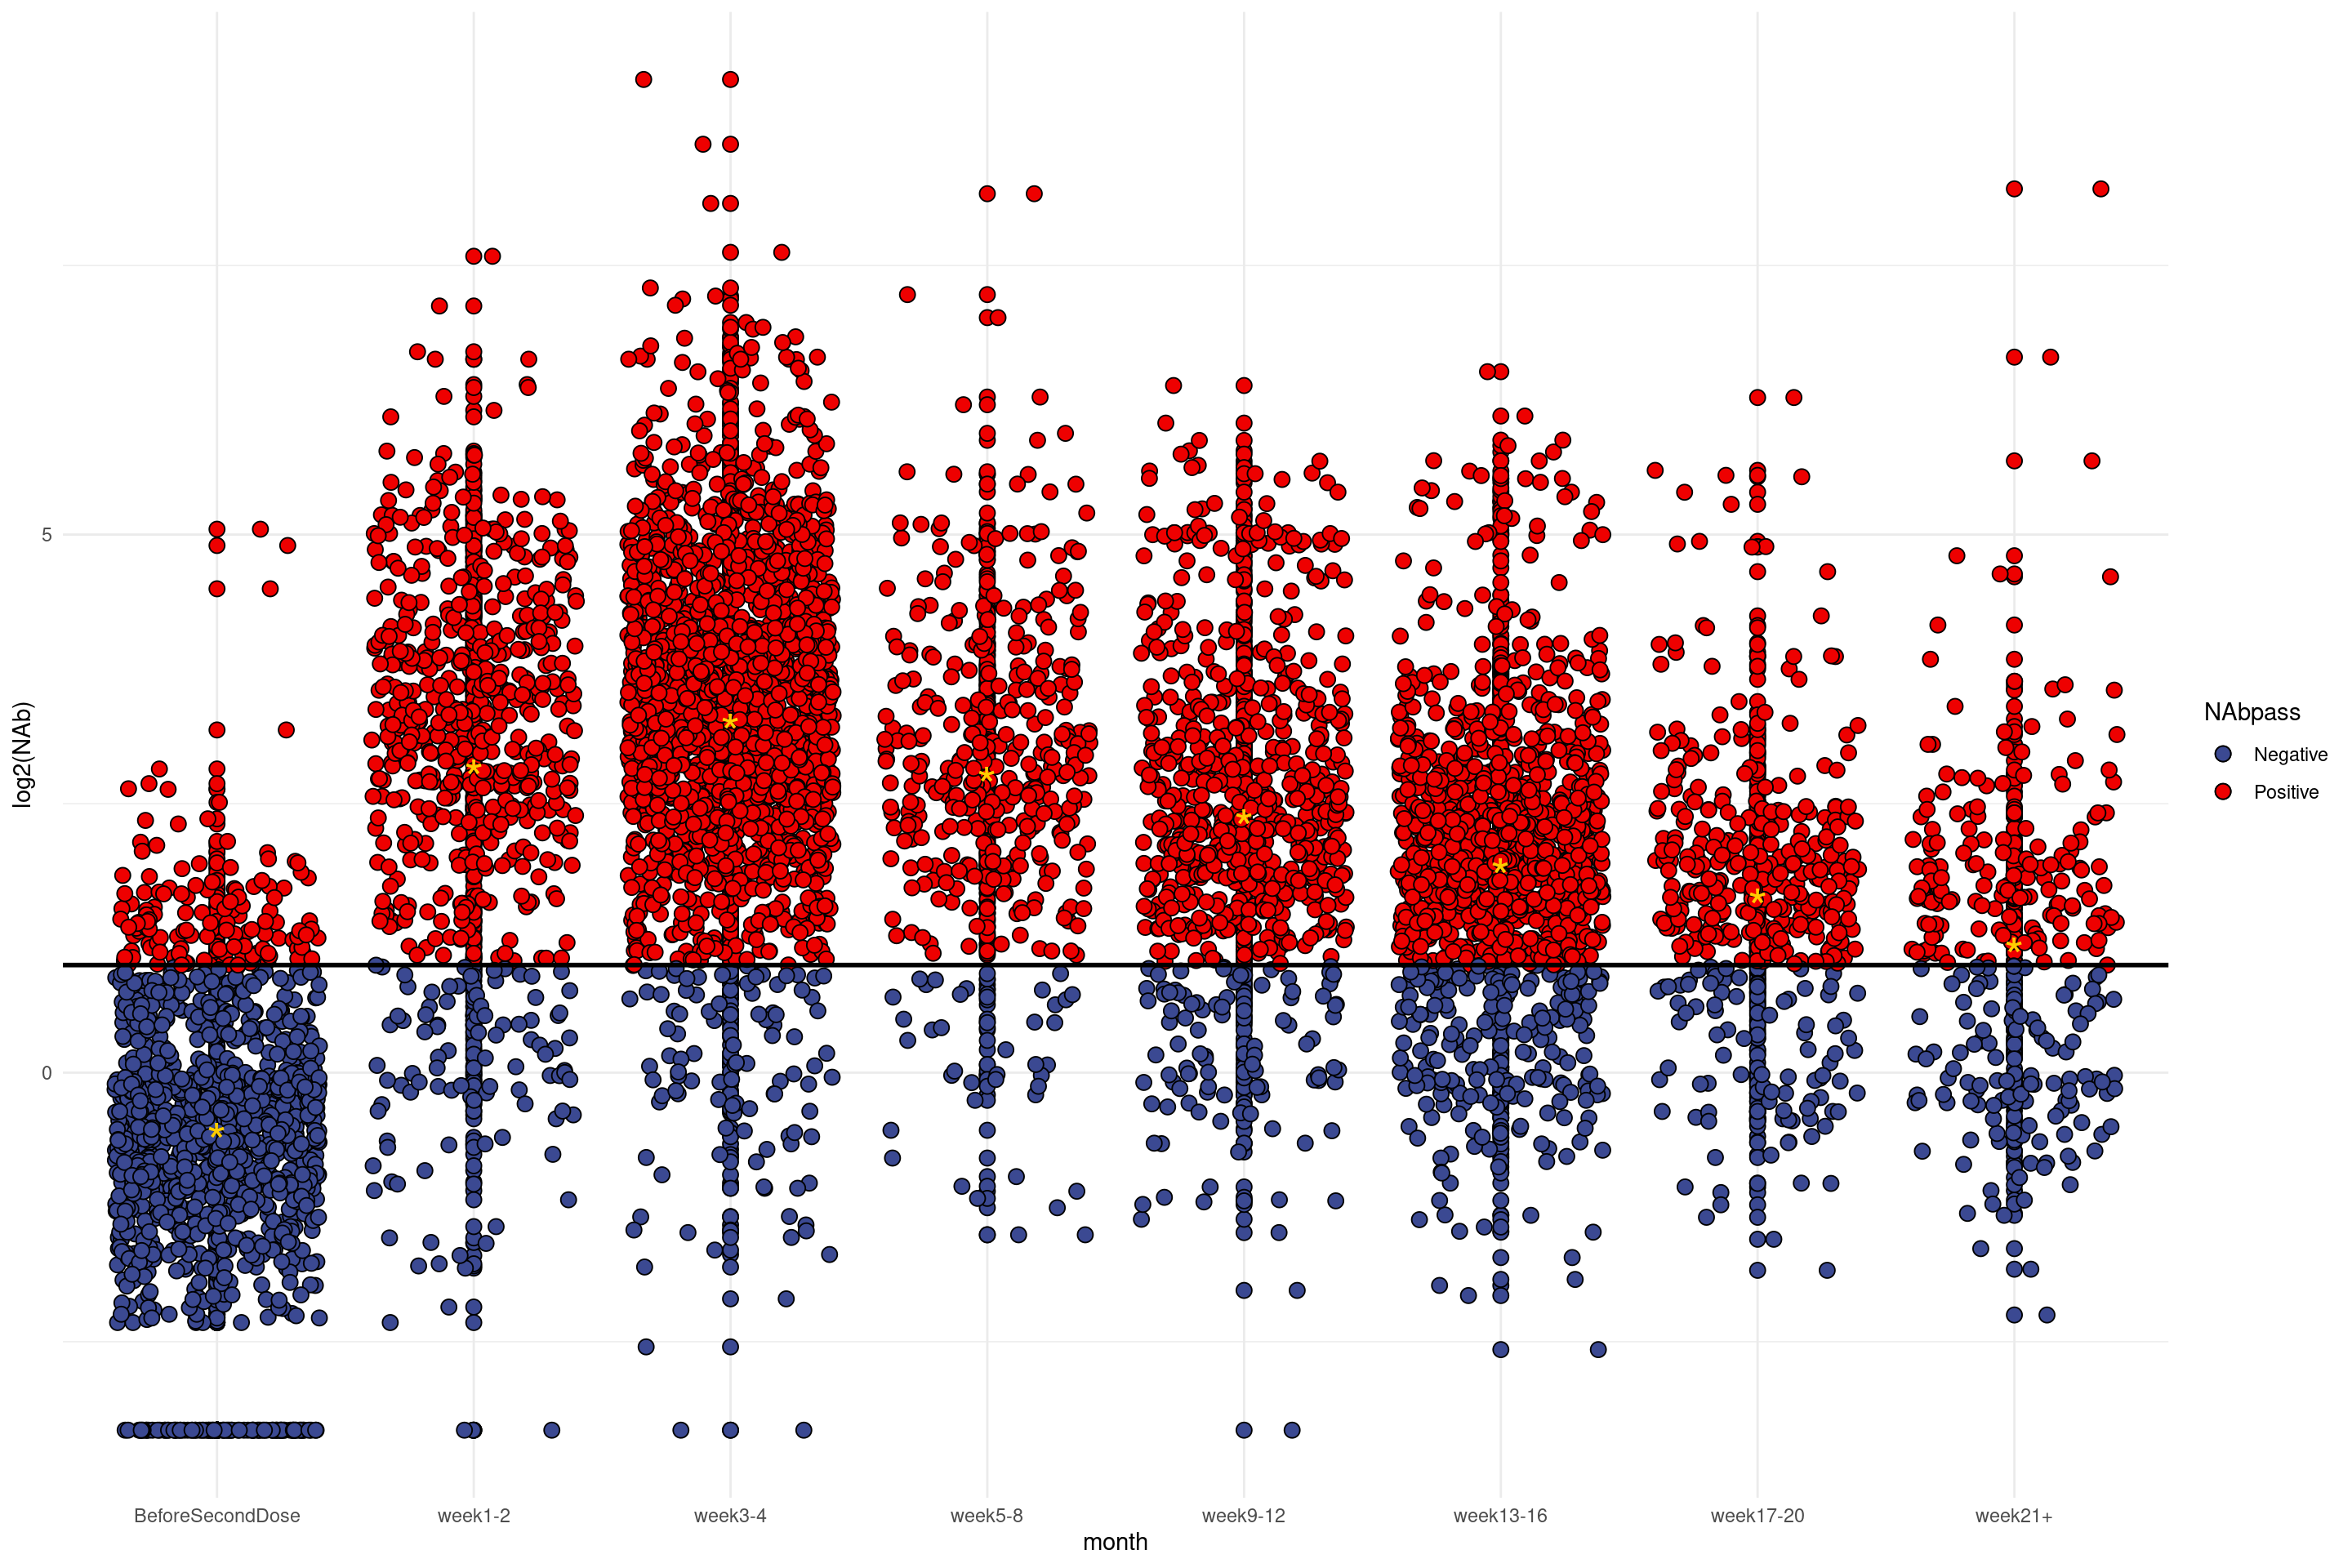 log2(NAb)
5
0
BeforeSecondDose
week1-2
week3-4
week5-8
week9-12
week13-16
week17-20
week21+
month
NAbpass
Negative
Positive